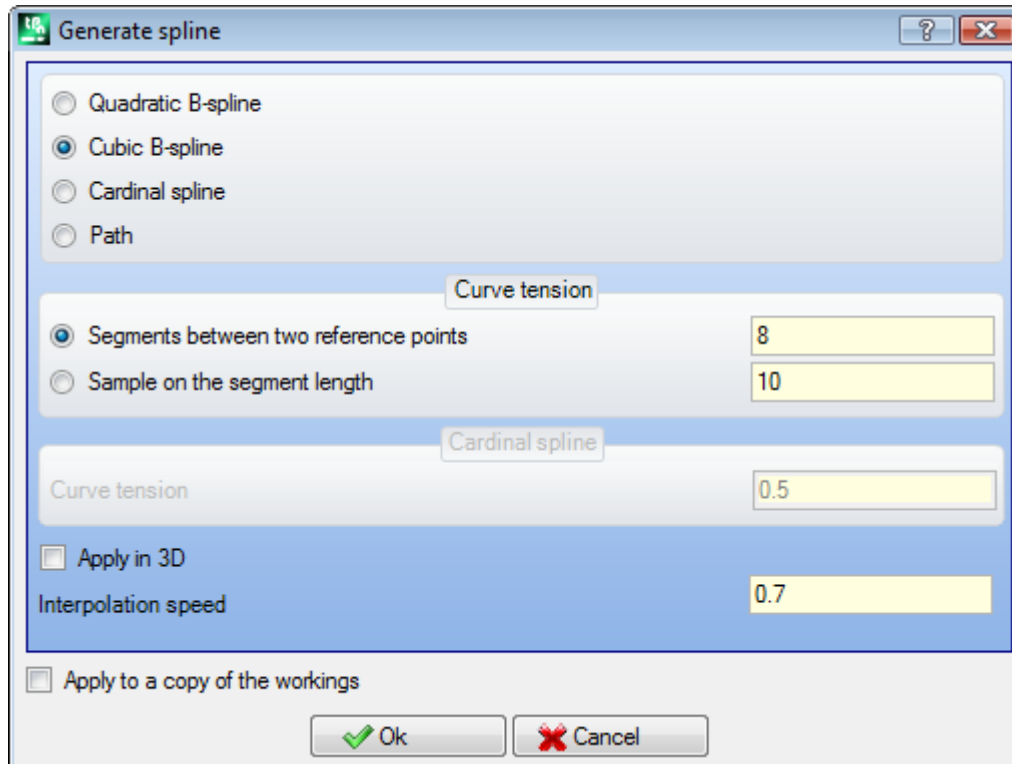 Generate spline
Quadratic B-spline
Cubic B-spline
Cardinal spline
Path
Curve tension
Segments between two reference points 8
Sample on the segment length 10
Cardinal spline
Curve tension 0.5
Apply in 3D
Interpolation speed 0.7
Apply to a copy of the workings
Ok Cancel